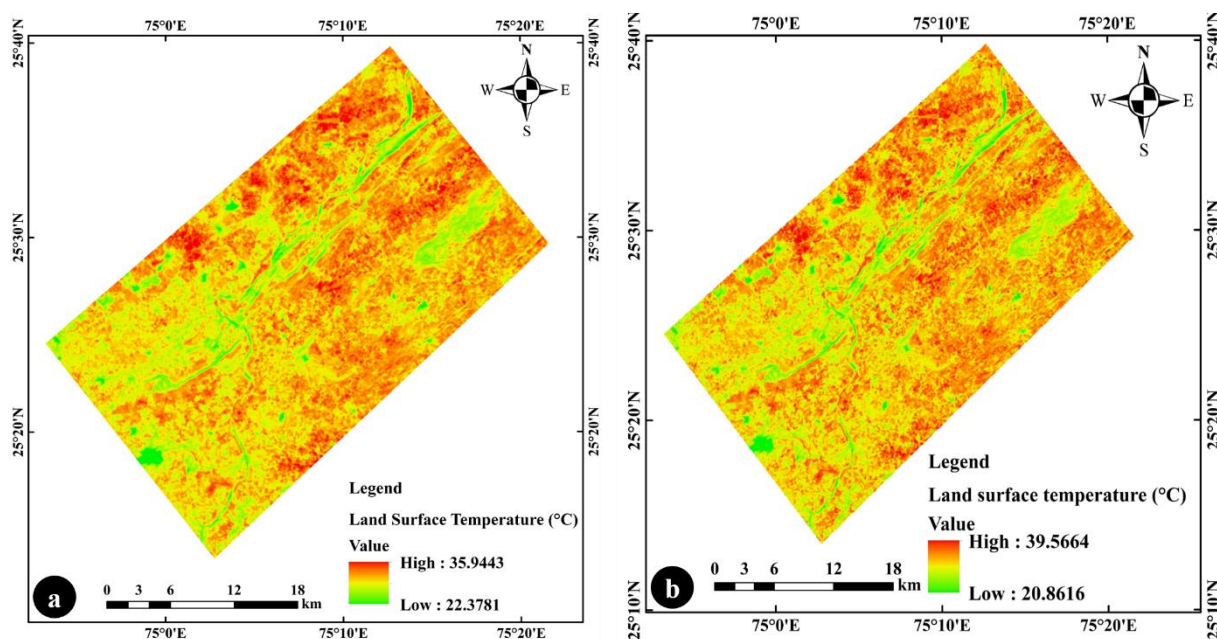 75°0'E 75°10'E 75°20'E
25°40'N 25°40'N
N
W E
S
25°30'N 25°30'N
25°20'N 25°20'N
Legend
Land Surface Temperature (°C)
Value
High : 35.9443
Low : 22.3781
a
0 3 6 12 18
km
75°0'E 75°10'E 75°20'E
75°0'E 75°10'E 75°20'E
25°40'N 25°40'N
N
W E
S
25°30'N 25°30'N
25°20'N 25°20'N
Legend
Land surface temperature (°C)
Value
High : 39.5664
Low : 20.8616
b
0 3 6 12 18
km
25°10'N 25°10'N
75°0'E 75°10'E 75°20'E